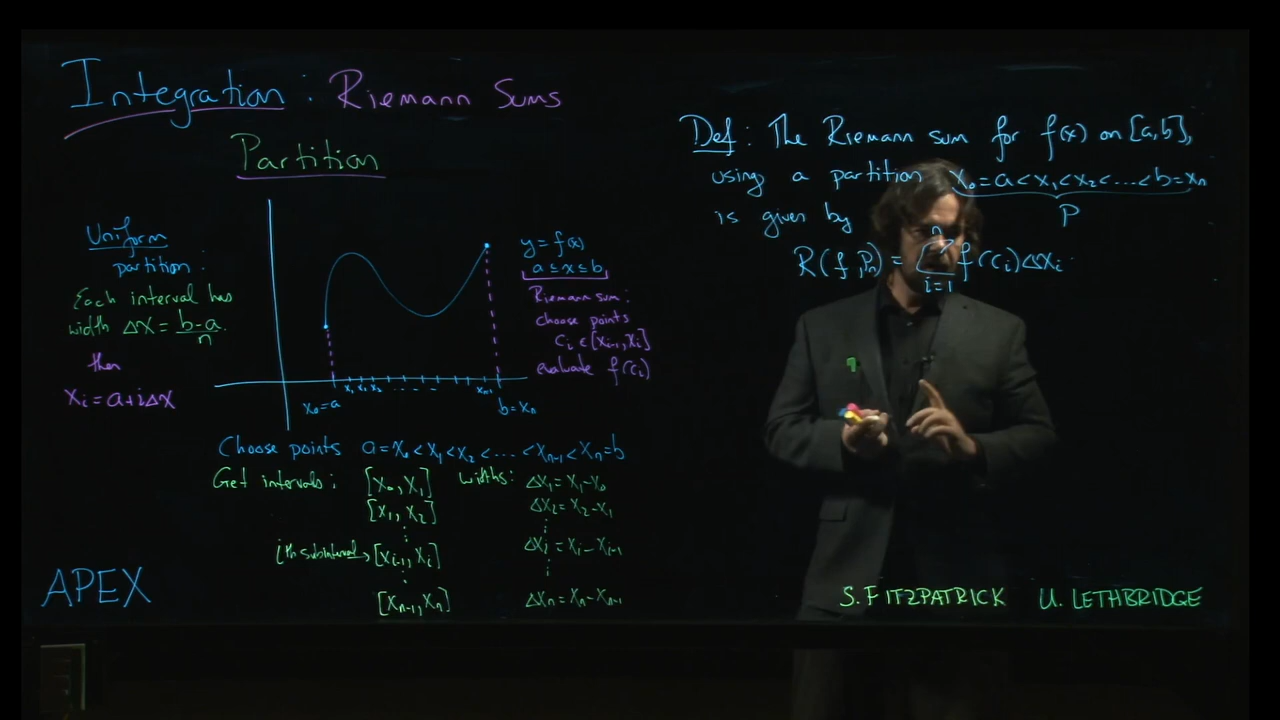 Integration : Riemann Sums
Partition
Uniform
partition :
Each interval has
width Δx = b-a/n.
then
xᵢ = a+iΔx
y = f(x)
a ≤ x ≤ b
Riemann sum :
choose points
cᵢ ∈ [xᵢ₋₁, xᵢ]
evaluate f(cᵢ)
x₀ = a
b = xₙ
Choose points a = x₀ < x₁ < x₂ < ... < xₙ₋₁ < xₙ = b
Get intervals : [x₀, x₁] widths : Δx₁ = x₁ - x₀
[x₁, x₂] Δx₂ = x₂ - x₁
⋮ ⋮
ith subinterval → [xᵢ₋₁, xᵢ] Δxᵢ = xᵢ - xᵢ₋₁
⋮ ⋮
[xₙ₋₁, xₙ] Δxₙ = xₙ - xₙ₋₁
APEX
Def : The Riemann sum for f(x) on [a,b],
using a partition x₀ = a < x₁ < x₂ < ... < b = xₙ
P
is given by
R(f, Pₙ) = Σⁿᵢ₌₁ f(cᵢ)Δxᵢ
S. FITZPATRICK U. LETHBRIDGE